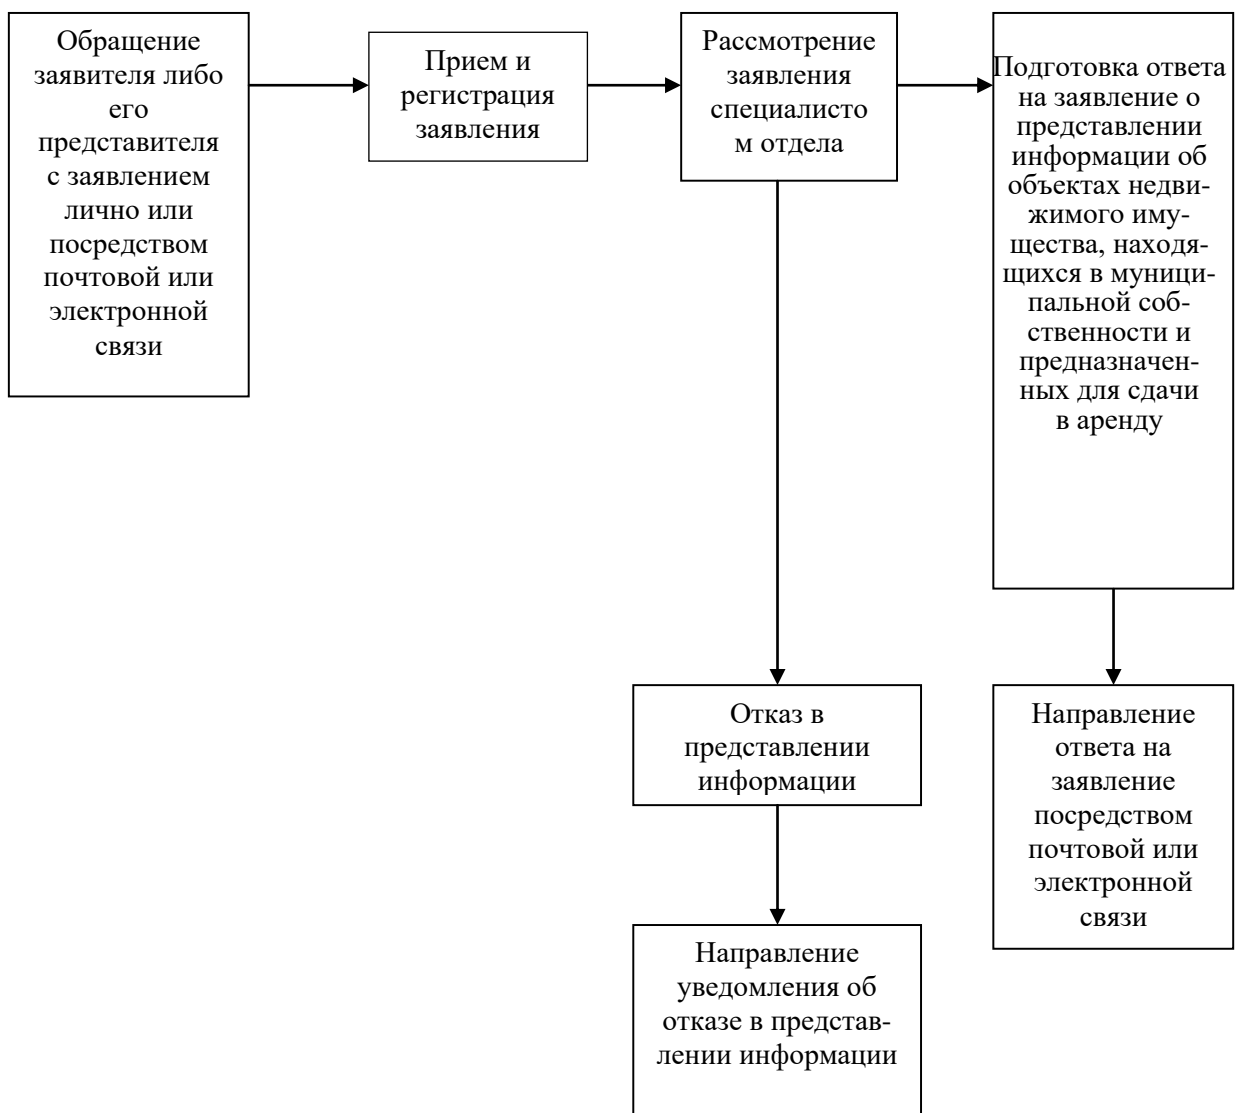 Обращение
заявителя либо
его
представителя
с заявлением
лично или
посредством
почтовой или
электронной
связи
Прием и
регистрация
заявления
Рассмотрение
заявления
специалисто
м отдела
Подготовка ответа
на заявление о
представлении
информации об
объектах недви-
жимого иму-
щества, находя-
щихся в муници-
пальной соб-
ственности и
предназначен-
ных для сдачи
в аренду
Отказ в
представлении
информации
Направление
ответа на
заявление
посредством
почтовой или
электронной
связи
Направление
уведомления об
отказе в представ-
лении информации